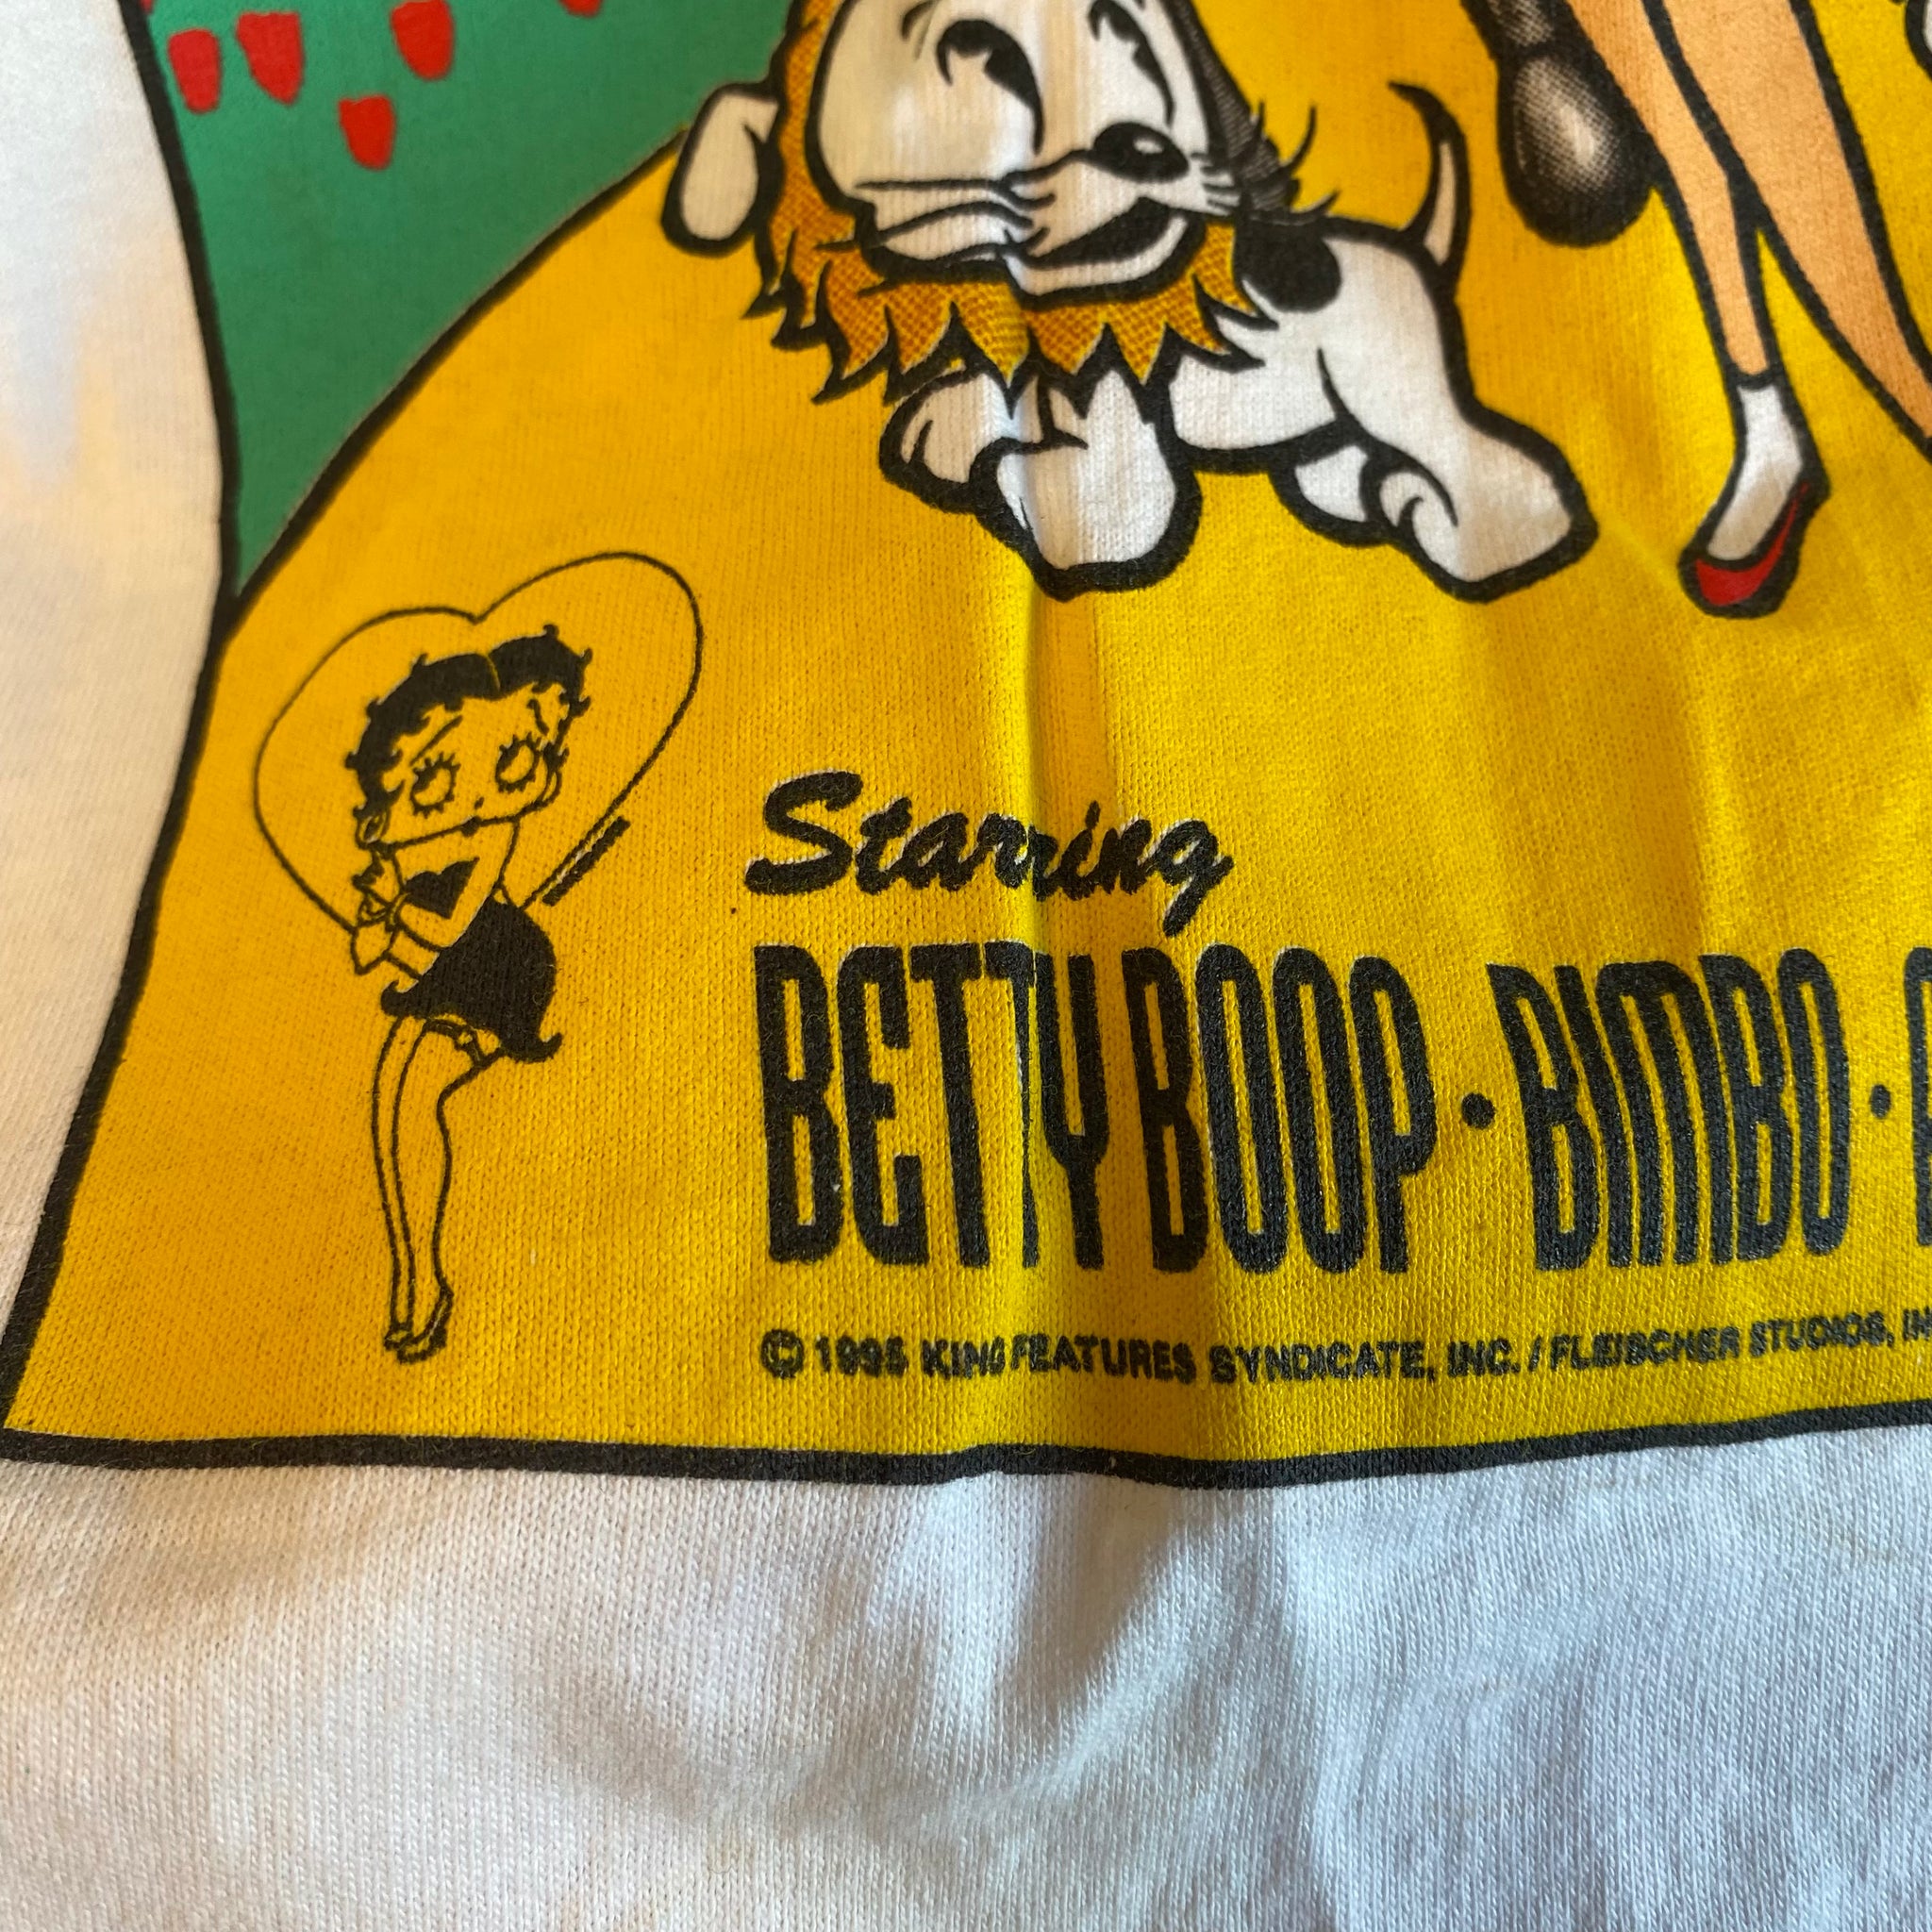 Starring
BETTY BOOP • BIMBO •
© 1995 KING FEATURES SYNDICATE, INC. / FLEISCHER STUDIOS,